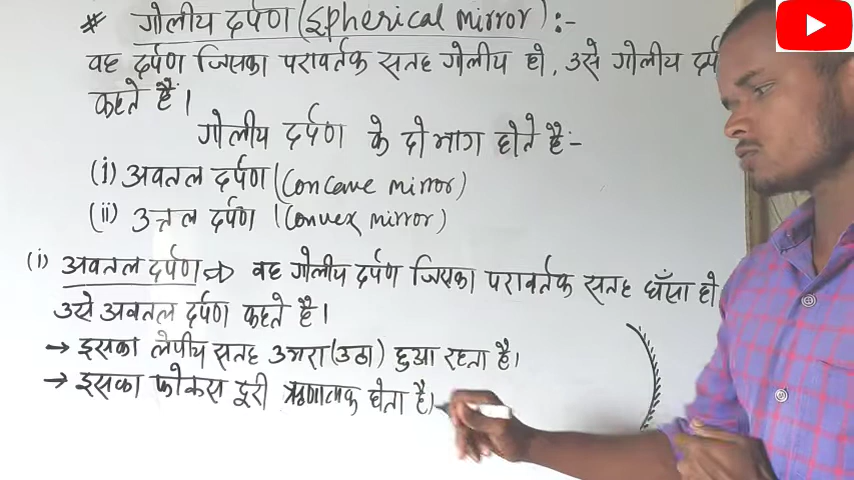 * गोलीय दर्पण (Spherical mirror) :-
वह दर्पण जिसका परावर्तक सतह गोलीय हो, उसे गोलीय दर्प
कहते हैं।
गोलीय दर्पण के दो भाग होते है:-
(i) अवतल दर्पण (Concave mirror)
(ii) उत्तल दर्पण (Convex mirror)
(i) अवतल दर्पण⇒ वह गोलीय दर्पण जिसका परावर्तक सतह धँसा हो
उसे अवतल दर्पण कहते है।
→ इसका लेपीय सतह उभरा (उठा) हुआ रहता है।
→ इसका फोकस दूरी ऋणात्मक होता है।